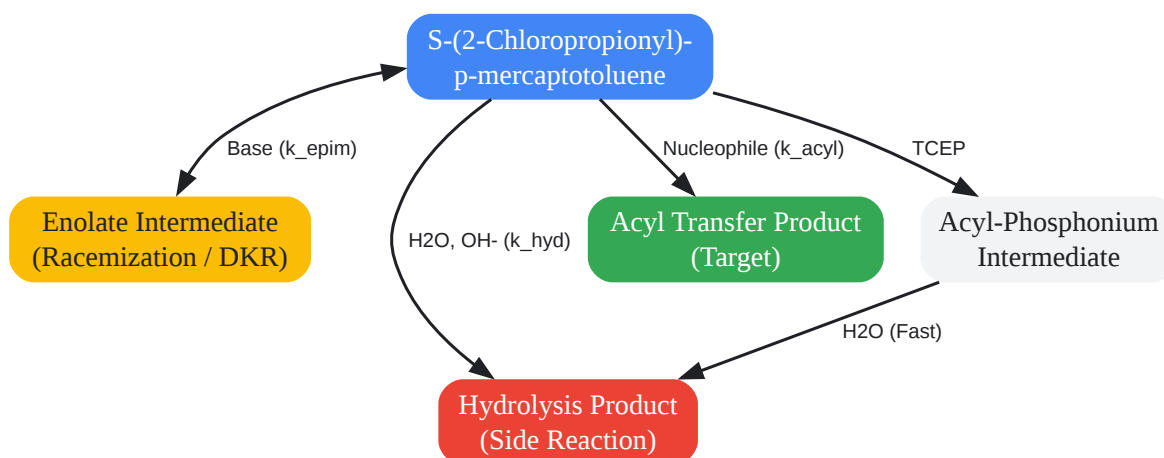 S-(2-Chloropropionyl)-
p-mercaptotoluene
Base (k_epim)
Nucleophile (k_acyl)
TCEP
Enolate Intermediate
(Racemization / DKR)
H2O, OH- (k_hyd)
Acyl Transfer Product
(Target)
Acyl-Phosphonium
Intermediate
H2O (Fast)
Hydrolysis Product
(Side Reaction)